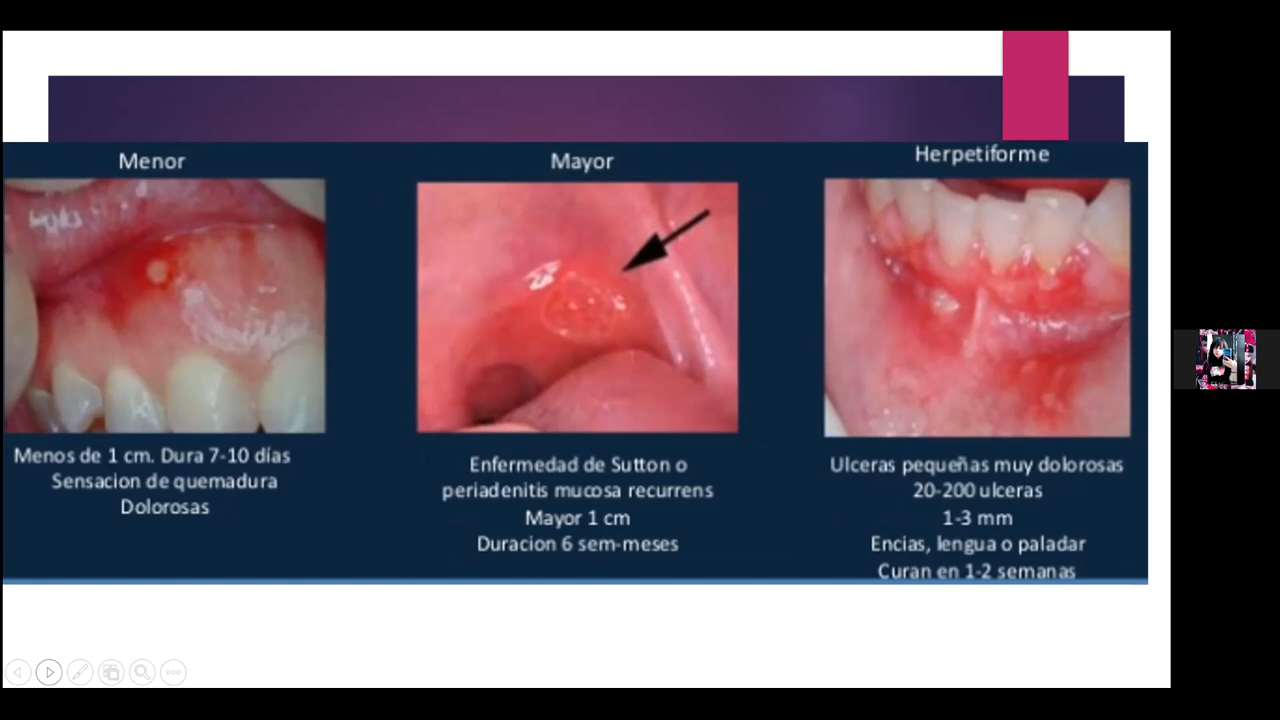 Menor
Menos de 1 cm. Dura 7-10 días
Sensacion de quemadura
Dolorosas
Mayor
Enfermedad de Sutton o
periadenitis mucosa recurrens
Mayor 1 cm
Duracion 6 sem-meses
Herpetiforme
Ulceras pequeñas muy dolorosas
20-200 ulceras
1-3 mm
Encias, lengua o paladar
Curan en 1-2 semanas